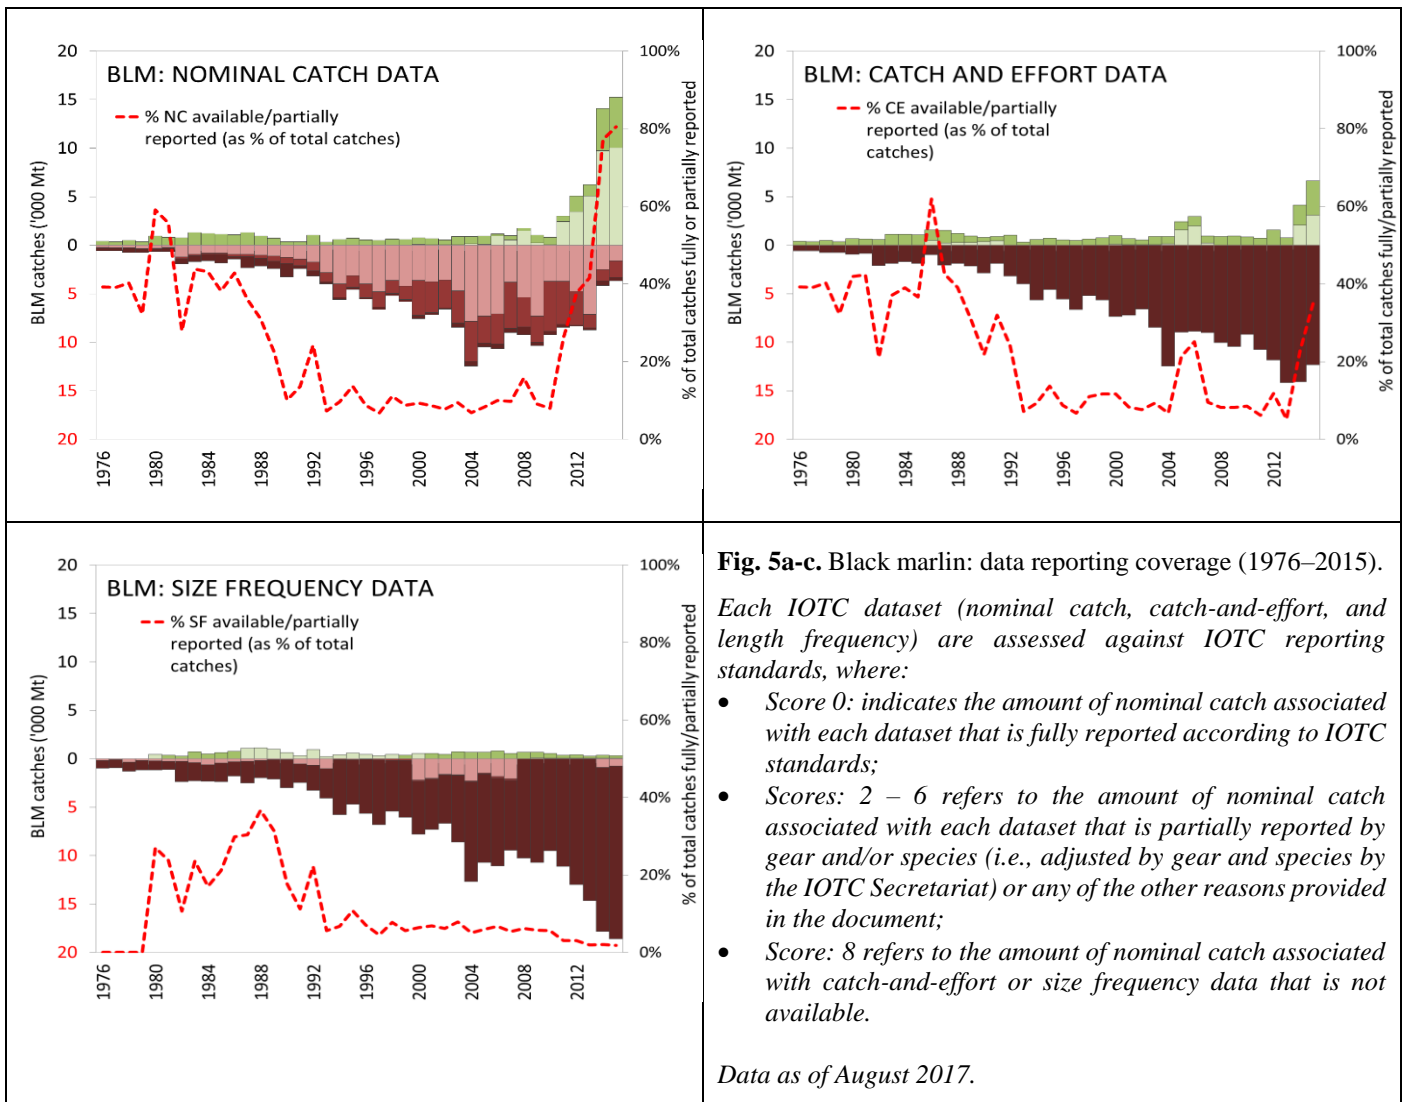 BLM: NOMINAL CATCH DATA
% NC available/partially
reported (as % of total catches)
BLM catches ('000 Mt)
20
15
10
5
0
5
10
15
20
100%
80%
60%
40%
20%
0%
% of total catches fully or partially reported
1976
1980
1984
1988
1992
1996
2000
2004
2008
2012
BLM: CATCH AND EFFORT DATA
% CE available/partially
reported (as % of total
catches)
BLM catches ('000 Mt)
20
15
10
5
0
5
10
15
20
100%
80%
60%
40%
20%
0%
% of total catches fully/partially reported
1976
1980
1984
1988
1992
1996
2000
2004
2008
2012
BLM: SIZE FREQUENCY DATA
% SF available/partially
reported (as % of total
catches)
BLM catches ('000 Mt)
20
15
10
5
0
5
10
15
20
100%
80%
60%
40%
20%
0%
% of total catches fully/partially reported
1976
1980
1984
1988
1992
1996
2000
2004
2008
2012
Fig. 5a-c. Black marlin: data reporting coverage (1976–2015).
Each IOTC dataset (nominal catch, catch-and-effort, and
length frequency) are assessed against IOTC reporting
standards, where:
• Score 0: indicates the amount of nominal catch associated
with each dataset that is fully reported according to IOTC
standards;
• Scores: 2 – 6 refers to the amount of nominal catch
associated with each dataset that is partially reported by
gear and/or species (i.e., adjusted by gear and species by
the IOTC Secretariat) or any of the other reasons provided
in the document;
• Score: 8 refers to the amount of nominal catch associated
with catch-and-effort or size frequency data that is not
available.
Data as of August 2017.